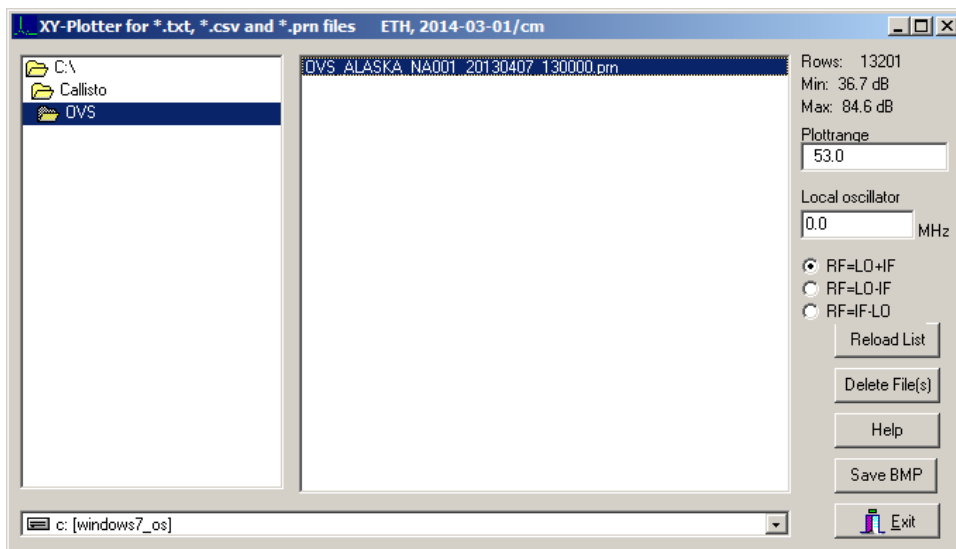 XY-Plotter for *.txt, *.csv and *.prn files ETH, 2014-03-01/cm
C:\
Callisto
OVS
OVS_ALASKA_NA001_20130407_130000.prn
Rows: 13201
Min: 36.7 dB
Max: 84.6 dB
Plottrange
53.0
Local oscillator
0.0
MHz
RF=LO+IF
RF=LO-IF
RF=IF-LO
Reload List
Delete File(s)
Help
Save BMP
c: [windows7_os]
Exit